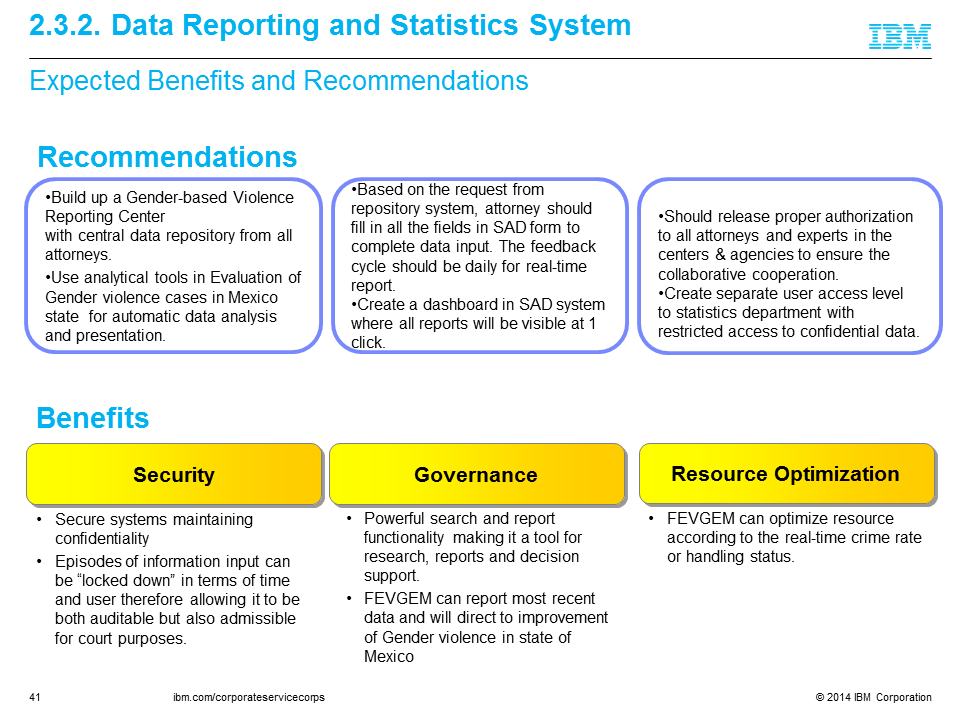 2.3.2. Data Reporting and Statistics System
IBM
Expected Benefits and Recommendations
Recommendations
•Build up a Gender-based Violence
Reporting Center
with central data repository from all
attorneys.
•Use analytical tools in Evaluation of
Gender violence cases in Mexico
state for automatic data analysis
and presentation.
•Based on the request from
repository system, attorney should
fill in all the fields in SAD form to
complete data input. The feedback
cycle should be daily for real-time
report.
•Create a dashboard in SAD system
where all reports will be visible at 1
click.
•Should release proper authorization
to all attorneys and experts in the
centers & agencies to ensure the
collaborative cooperation.
•Create separate user access level
to statistics department with
restricted access to confidential data.
Benefits
Security
• Secure systems maintaining
confidentiality
• Episodes of information input can
be “locked down” in terms of time
and user therefore allowing it to be
both auditable but also admissible
for court purposes.
Governance
• Powerful search and report
functionality making it a tool for
research, reports and decision
support.
• FEVGEM can report most recent
data and will direct to improvement
of Gender violence in state of
Mexico
Resource Optimization
• FEVGEM can optimize resource
according to the real-time crime rate
or handling status.
41
ibm.com/corporateservicecorps
© 2014 IBM Corporation